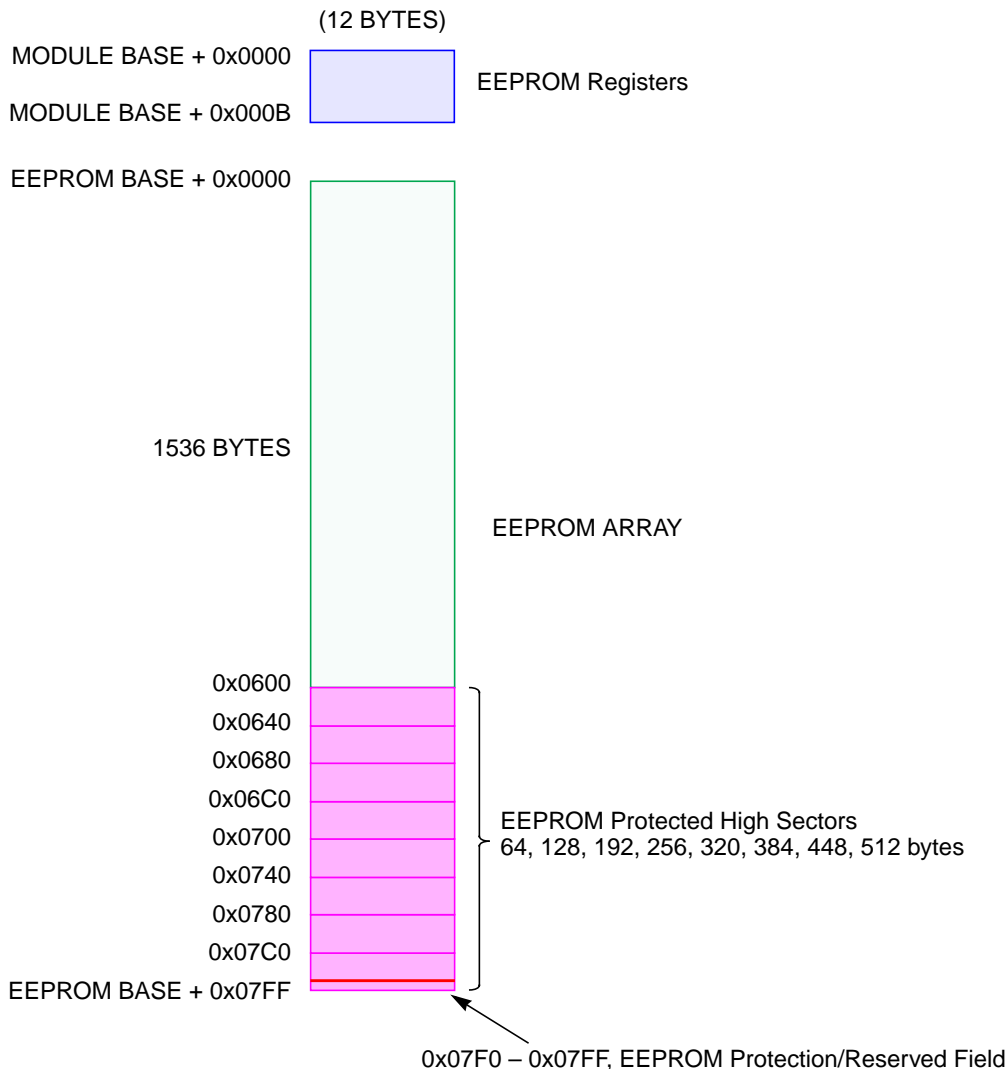 (12 BYTES)
MODULE BASE + 0x0000
EEPROM Registers
MODULE BASE + 0x000B
EEPROM BASE + 0x0000
1536 BYTES
EEPROM ARRAY
0x0600
0x0640
0x0680
0x06C0
0x0700
0x0740
0x0780
0x07C0
EEPROM Protected High Sectors
64, 128, 192, 256, 320, 384, 448, 512 bytes
EEPROM BASE + 0x07FF
0x07F0 – 0x07FF, EEPROM Protection/Reserved Field